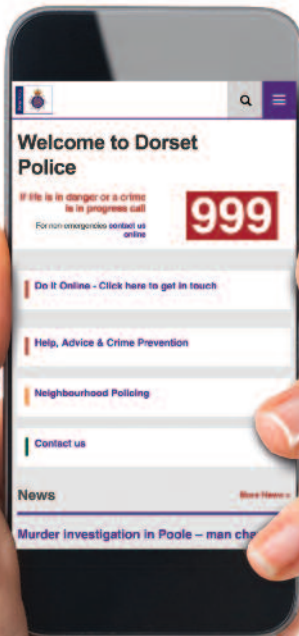 Welcome to Dorset
Police
If life is in danger or a crime
is in progress call
999
For non emergencies contact us
online
Do it Online - Click here to get in touch
Help, Advice & Crime Prevention
Neighbourhood Policing
Contact us
News
More News »
Murder investigation in Poole – man cha